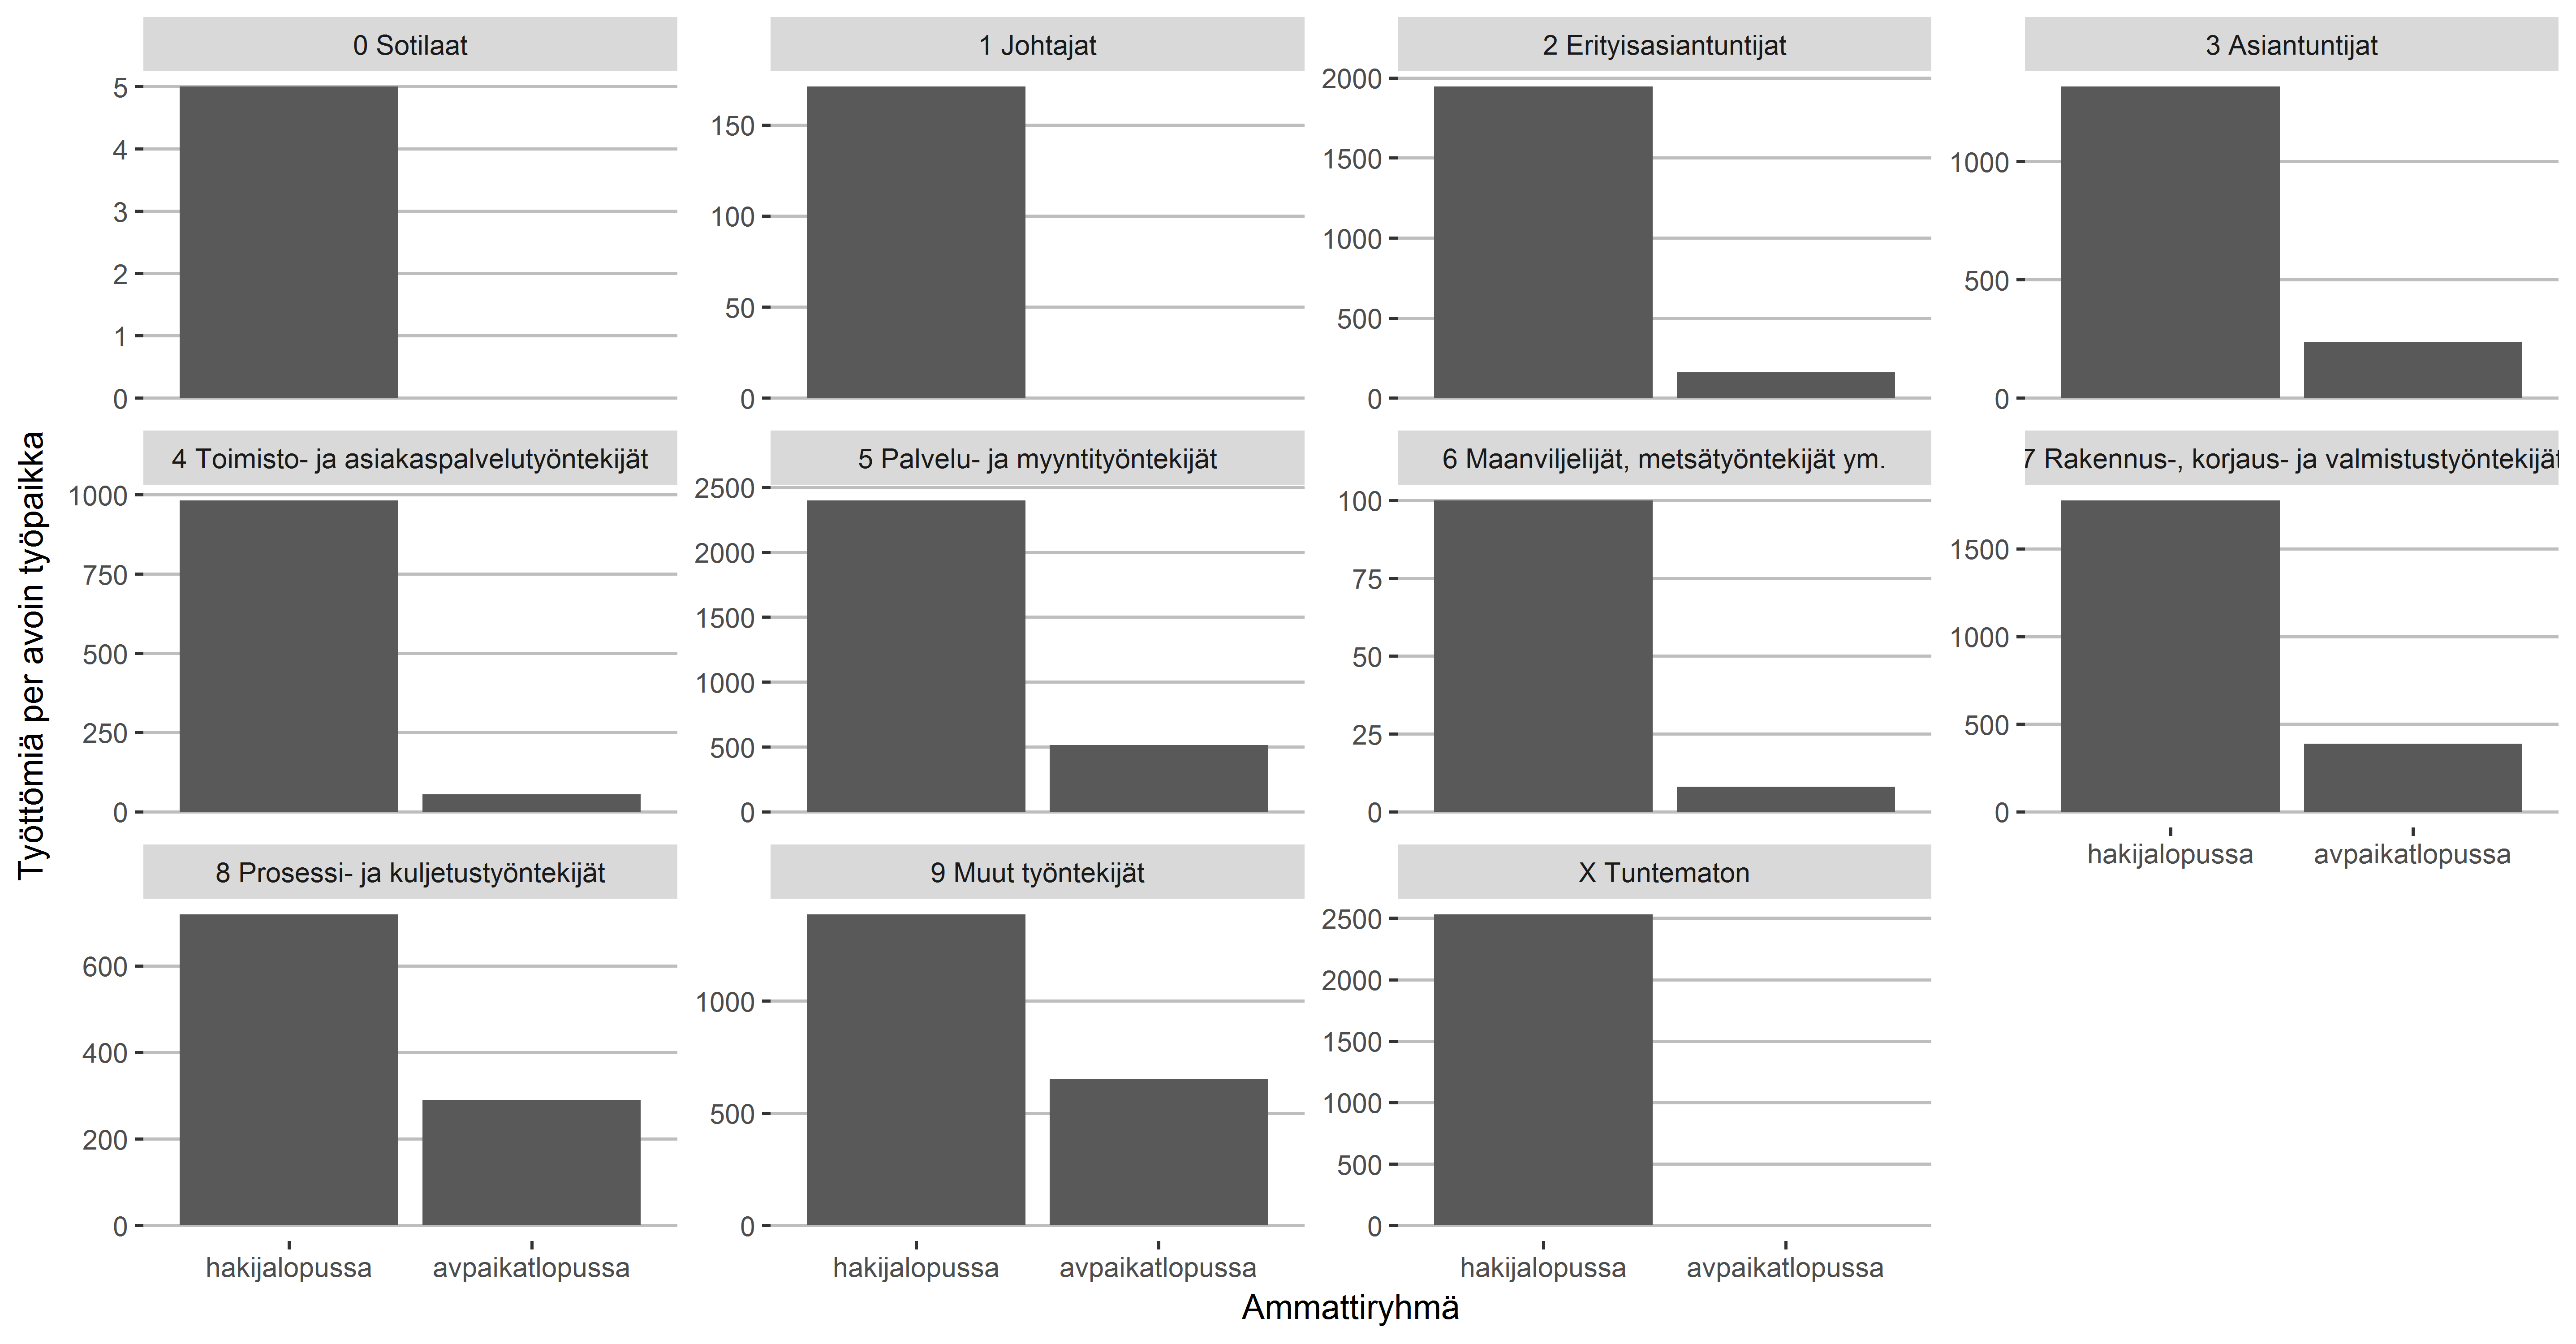 0 Sotilaat
1 Johtajat
2 Erityisasiantuntijat
3 Asiantuntijat
5
4
3
2
1
0
150
100
50
0
2000
1500
1000
500
0
1000
500
0
4 Toimisto- ja asiakaspalvelutyöntekijät
5 Palvelu- ja myyntityöntekijät
6 Maanviljelijät, metsätyöntekijät ym.
7 Rakennus-, korjaus- ja valmistustyöntekijät
1000
750
500
250
0
2500
2000
1500
1000
500
0
100
75
50
25
0
1500
1000
500
0
hakijalopussa
avpaikatlopussa
8 Prosessi- ja kuljetustyöntekijät
9 Muut työntekijät
X Tuntematon
600
400
200
0
1000
500
0
2500
2000
1500
1000
500
0
hakijalopussa
avpaikatlopussa
hakijalopussa
avpaikatlopussa
hakijalopussa
avpaikatlopussa
Ammattiryhmä
Työttömiä per avoin työpaikka